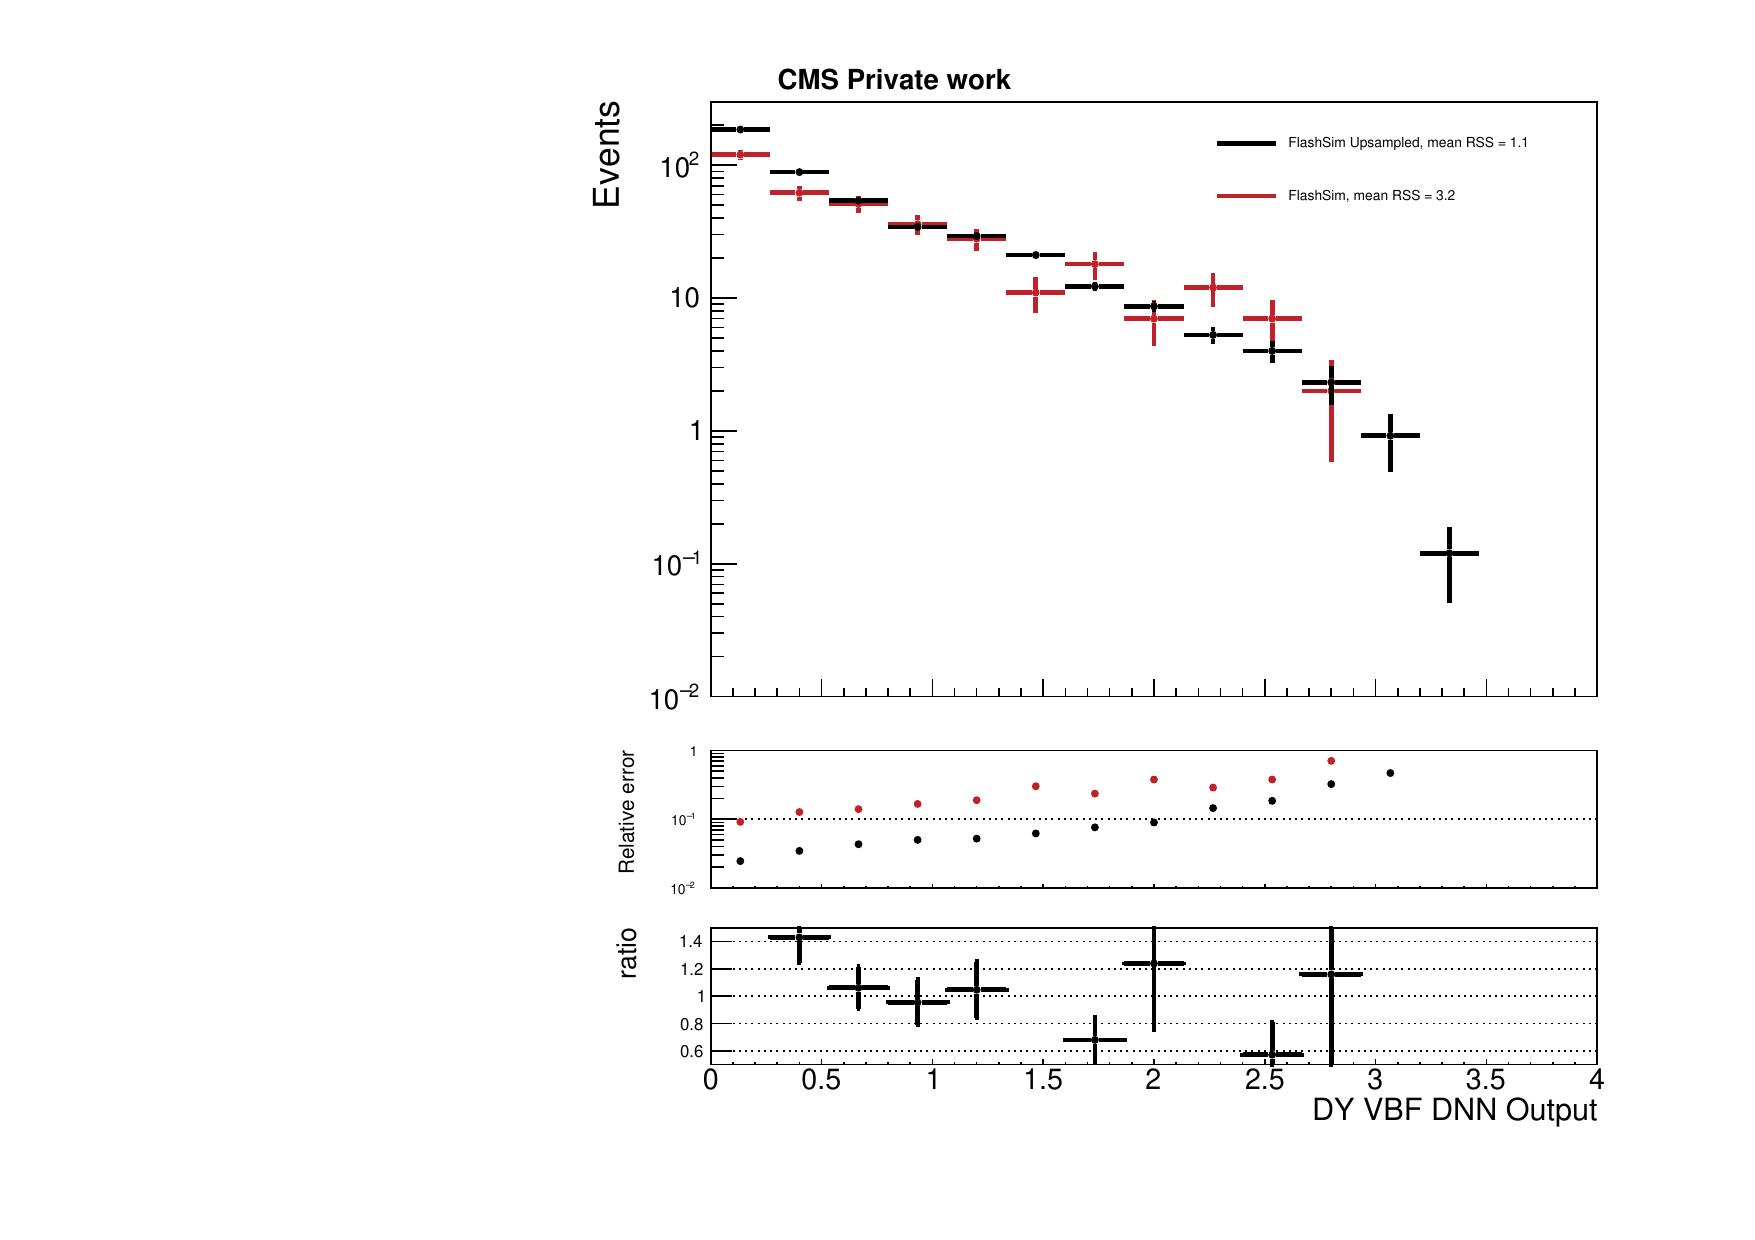 CMS Private work
Events
10²
10
1
10⁻¹
10⁻²
FlashSim Upsampled, mean RSS = 1.1
FlashSim, mean RSS = 3.2
Relative error
1
10⁻¹
10⁻²
ratio
1.4
1.2
1
0.8
0.6
0 0.5 1 1.5 2 2.5 3 3.5 4
DY VBF DNN Output